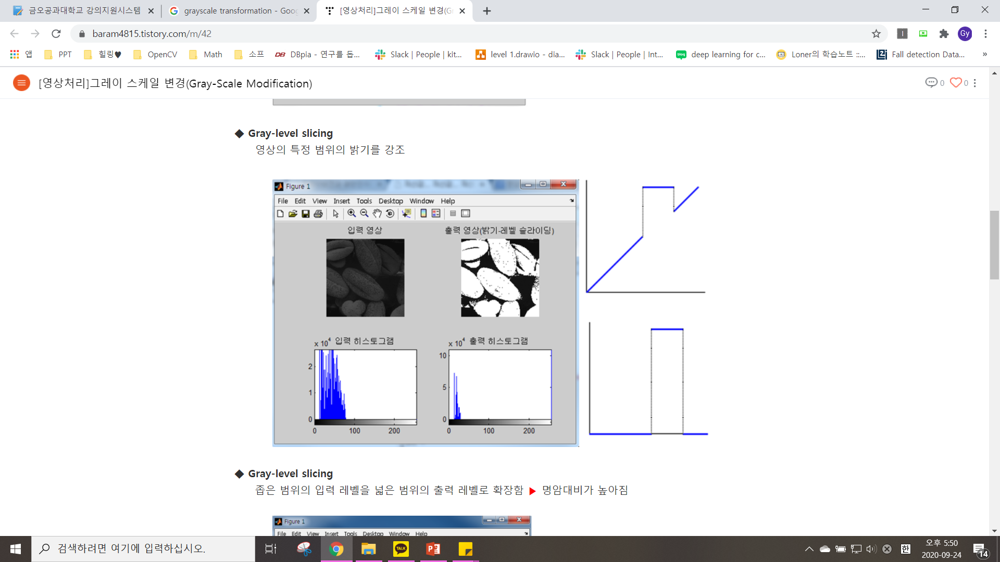 금오공과대학교 강의지원시스템
grayscale transformation - Goog
[영상처리]그레이 스케일 변경(Gr
baram4815.tistory.com/m/42
Gy
앱
PPT
힐링♥
OpenCV
Math
소프
DBpia - 연구를 돕...
Slack | People | kit...
level 1.drawio - dia...
Slack | People | Int...
blog
deep learning for c...
Loner의 학습노트 ::...
Fall detection Data...
»
[영상처리]그레이 스케일 변경(Gray-Scale Modification)
0
0
◆ Gray-level slicing
영상의 특정 범위의 밝기를 강조
Figure 1
File Edit View Insert Tools Desktop Window Help
입력 영상
출력 영상(밝기-레벨 슬라이딩)
x 10⁴ 입력 히스토그램
2
1
0
0 100 200
x 10⁴ 출력 히스토그램
10
5
0
0 100 200
◆ Gray-level slicing
좁은 범위의 입력 레벨을 넓은 범위의 출력 레벨로 확장함 ▶ 명암대비가 높아짐
Figure 1
File Edit View Insert Tools Desktop Window Help
검색하려면 여기에 입력하십시오.
TALK
한
오후 5:50
2020-09-24
14